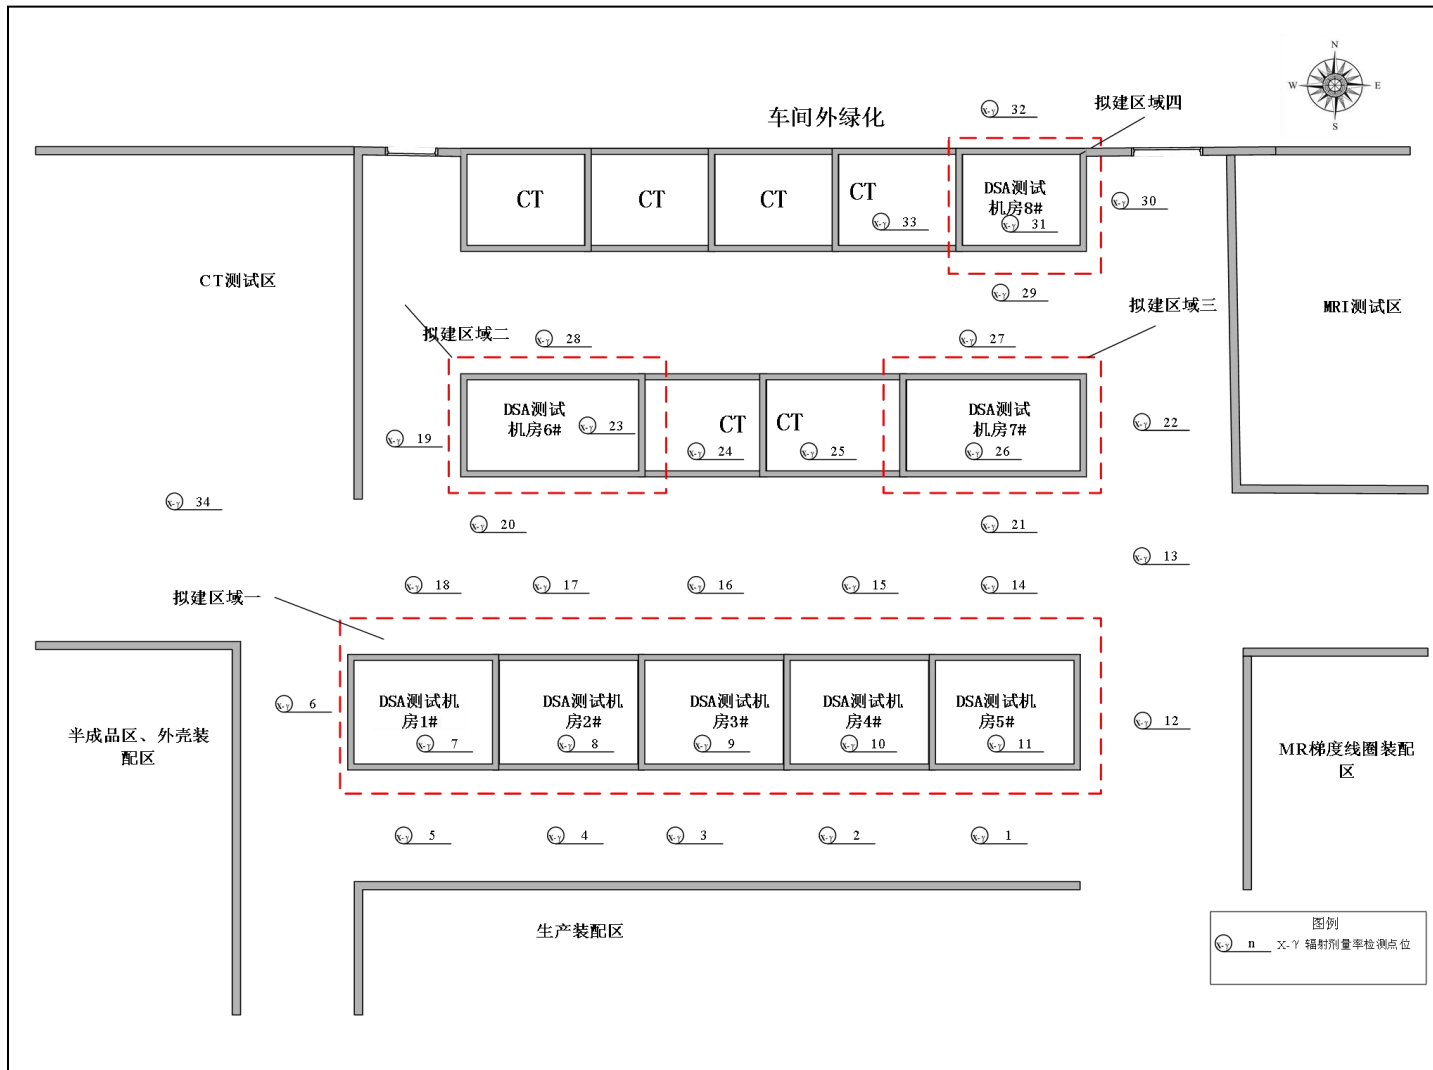 N
W
E
S
X-γ 32
拟建区域四
车间外绿化
CT
CT
CT
CT
DSA测试
机房8#
X-γ 30
X-γ 33
X-γ 31
CT测试区
X-γ 29
拟建区域三
MRI测试区
拟建区域二
X-γ 28
X-γ 27
DSA测试
机房6#
X-γ 23
CT
CT
DSA测试
机房7#
X-γ 22
X-γ 19
X-γ 24
X-γ 25
X-γ 26
X-γ 34
X-γ 20
X-γ 21
X-γ 13
X-γ 18
X-γ 17
X-γ 16
X-γ 15
X-γ 14
拟建区域一
X-γ 6
DSA测试机
房1#
DSA测试机
房2#
DSA测试机
房3#
DSA测试机
房4#
DSA测试机
房5#
X-γ 12
X-γ 7
X-γ 8
X-γ 9
X-γ 10
X-γ 11
半成品区、外壳装
配区
MR梯度线圈装配
区
X-γ 5
X-γ 4
X-γ 3
X-γ 2
X-γ 1
生产装配区
图例
X-γ n X-γ 辐射剂量率检测点位